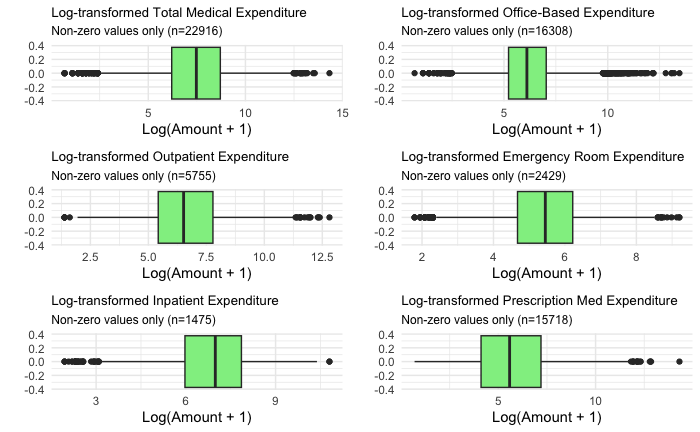 Log-transformed Total Medical Expenditure
Non-zero values only (n=22916)
0.4
0.2
0.0
-0.2
-0.4
5 10 15
Log(Amount + 1)
Log-transformed Office-Based Expenditure
Non-zero values only (n=16308)
0.4
0.2
0.0
-0.2
-0.4
5 10
Log(Amount + 1)
Log-transformed Outpatient Expenditure
Non-zero values only (n=5755)
0.4
0.2
0.0
-0.2
-0.4
2.5 5.0 7.5 10.0 12.5
Log(Amount + 1)
Log-transformed Emergency Room Expenditure
Non-zero values only (n=2429)
0.4
0.2
0.0
-0.2
-0.4
2 4 6 8
Log(Amount + 1)
Log-transformed Inpatient Expenditure
Non-zero values only (n=1475)
0.4
0.2
0.0
-0.2
-0.4
3 6 9
Log(Amount + 1)
Log-transformed Prescription Med Expenditure
Non-zero values only (n=15718)
0.4
0.2
0.0
-0.2
-0.4
5 10
Log(Amount + 1)